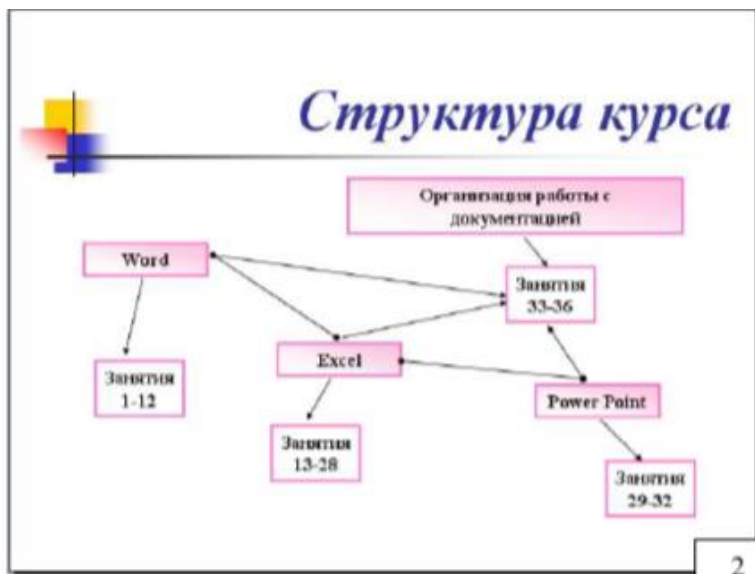 Структура курса
Организация работы с
документацией
Word
Занятия
33-36
Excel
Занятия
1-12
Power Point
Занятия
13-28
Занятия
29-32
2